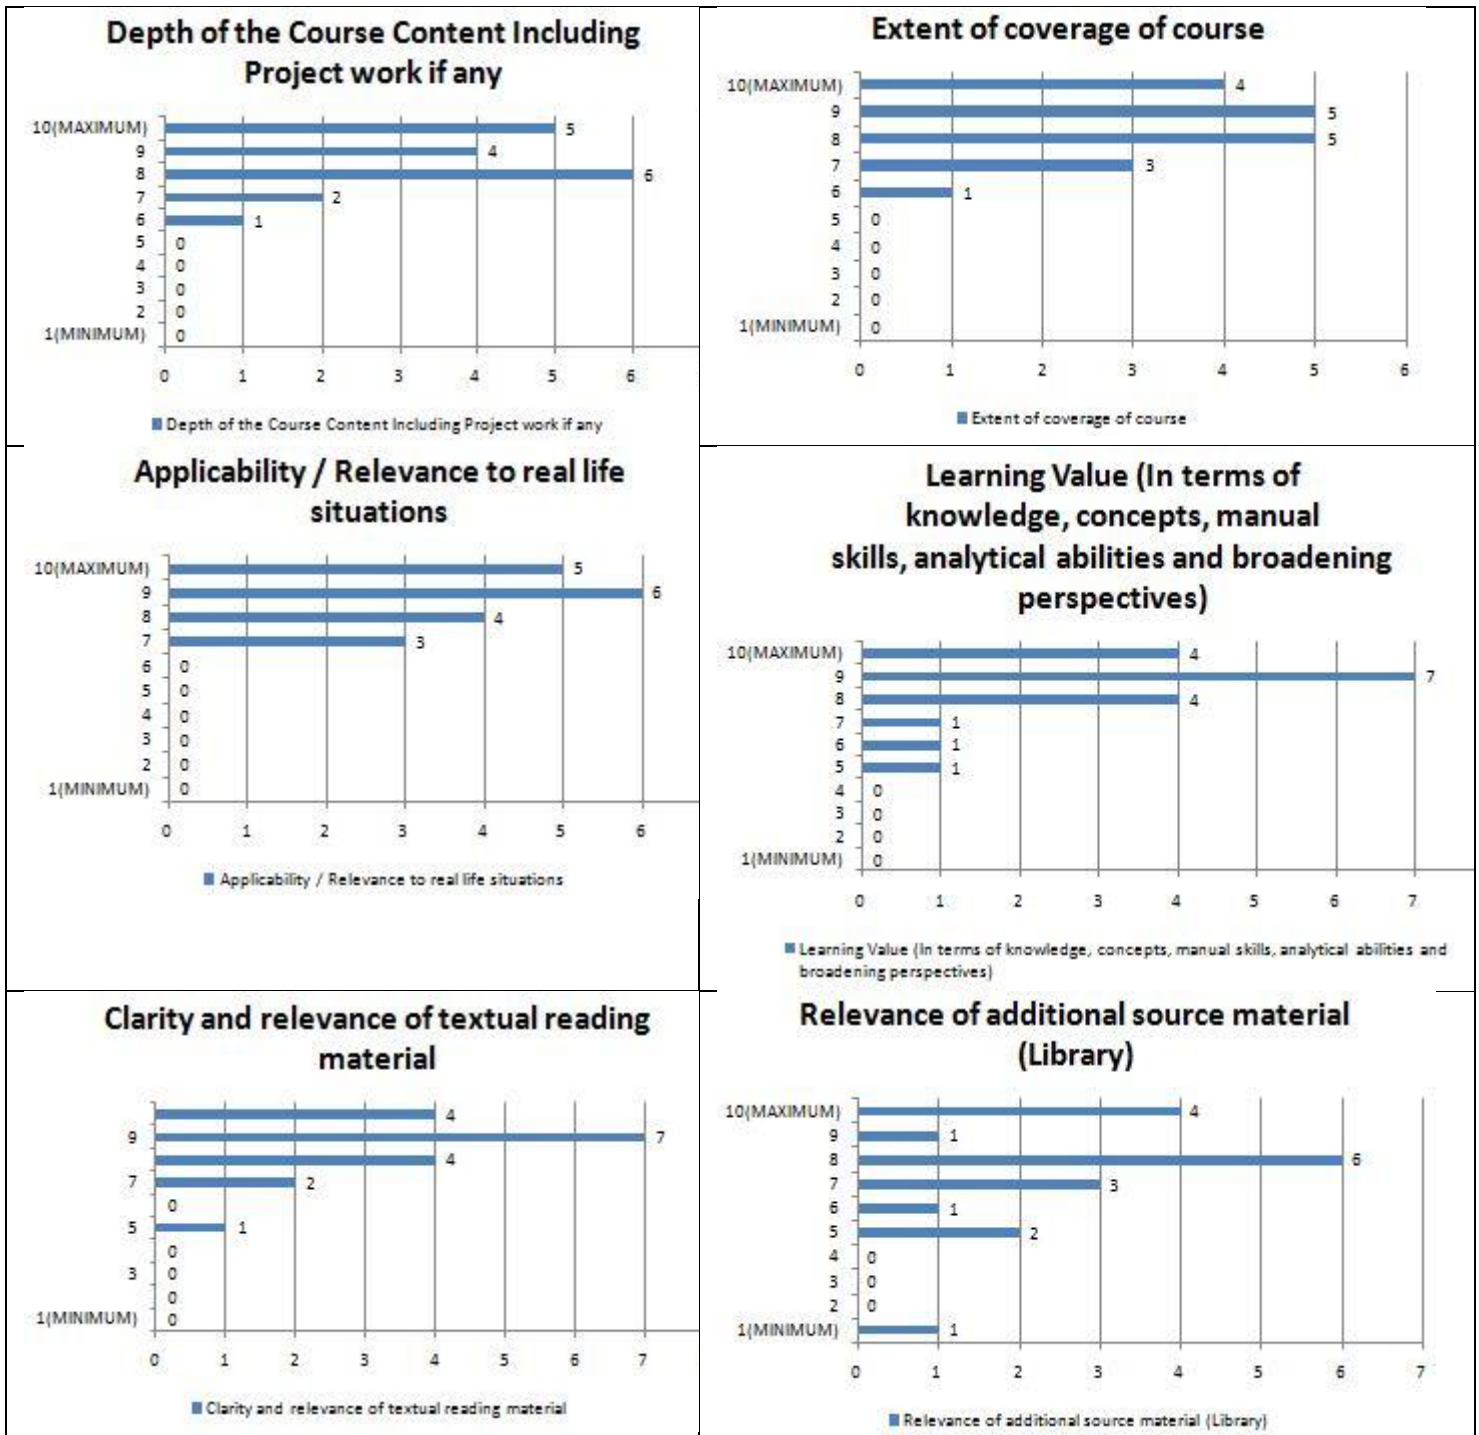 Depth of the Course Content Including
Project work if any
10(MAXIMUM) 5
9 4
8 6
7 2
6 1
5 0
4 0
3 0
2 0
1(MINIMUM) 0
0 1 2 3 4 5 6
Depth of the Course Content Including Project work if any
Extent of coverage of course
10(MAXIMUM) 4
9 5
8 5
7 3
6 1
5 0
4 0
3 0
2 0
1(MINIMUM) 0
0 1 2 3 4 5 6
Extent of coverage of course
Applicability / Relevance to real life
situations
10(MAXIMUM) 5
9 6
8 4
7 3
6 0
5 0
4 0
3 0
2 0
1(MINIMUM) 0
0 1 2 3 4 5 6
Applicability / Relevance to real life situations
Learning Value (In terms of
knowledge, concepts, manual
skills, analytical abilities and broadening
perspectives)
10(MAXIMUM) 4
9 7
8 4
7 1
6 1
5 1
4 0
3 0
2 0
1(MINIMUM) 0
0 1 2 3 4 5 6 7
Learning Value (In terms of knowledge, concepts, manual skills, analytical abilities and
broadening perspectives)
Clarity and relevance of textual reading
material
4
9 7
4
7 2
0
5 1
0
3 0
0
1(MINIMUM) 0
0 1 2 3 4 5 6 7
Clarity and relevance of textual reading material
Relevance of additional source material
(Library)
10(MAXIMUM) 4
9 1
8 6
7 3
6 1
5 2
4 0
3 0
2 0
1(MINIMUM) 1
0 1 2 3 4 5 6 7
Relevance of additional source material (Library)